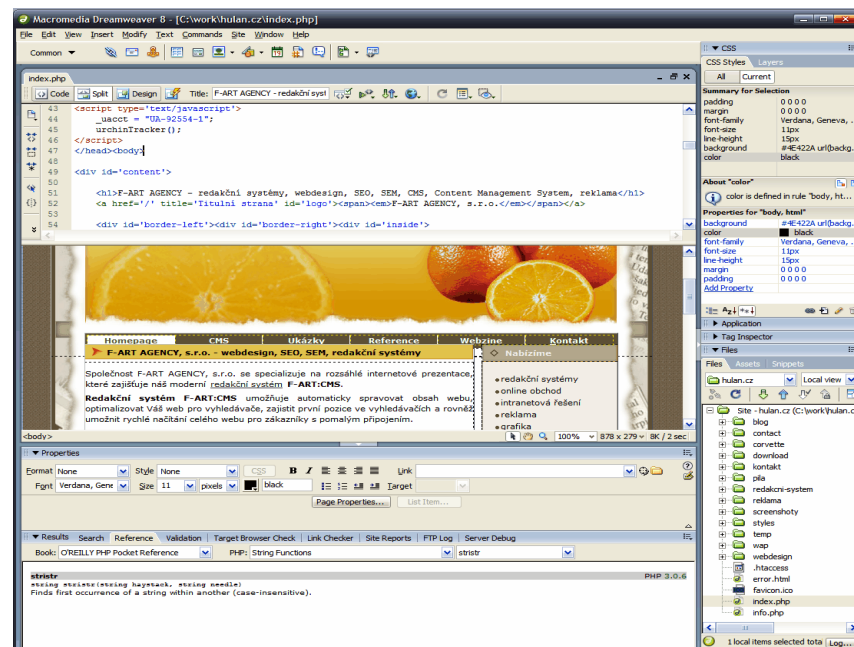 Macromedia Dreamweaver 8 - [C:\work\hulan.cz\index.php]
File Edit View Insert Modify Text Commands Site Window Help
Common
index.php
Code Split Design Title: F-ART AGENCY - redakční syst
43 <script type='text/javascript'>
44 _uacct = "UA-92554-1";
45 urchinTracker();
46 </script>
47 </head><body>
48
49 <div id='content'>
50
51 <h1>F-ART AGENCY - redakční systémy, webdesign, SEO, SEM, CMS, Content Management System, reklama</h1>
52 <a href='/' title='Titulní strana' id='logo'><span><em>F-ART AGENCY, s.r.o.</em></span></a>
53
54 <div id='border-left'><div id='border-right'><div id='inside'>
Homepage CMS Ukázky Reference Webzine Kontakt
F-ART AGENCY, s.r.o. - webdesign, SEO, SEM, redakční systémy
Společnost F-ART AGENCY, s.r.o. se specializuje na rozsáhlé internetové prezentace,
které zajišťuje náš moderní redakční systém F-ART:CMS.
Redakční systém F-ART:CMS umožňuje automaticky spravovat obsah webu,
optimalizovat Váš web pro vyhledávače, zajistit první pozice ve vyhledávačích a rovněž
umožnit rychlé načítání celého webu pro zákazníky s pomalým připojením.
Nabízíme
redakční systémy
online obchod
intranetová řešení
reklama
grafika
<body> 100% 878 x 279 8K / 2 sec
Properties
Format None Style None CSS B I Link
Font Verdana, Gene Size 11 pixels black Target
Page Properties... List Item...
Results Search Reference Validation Target Browser Check Link Checker Site Reports FTP Log Server Debug
Book: O'REILLY PHP Pocket Reference PHP: String Functions stristr
stristr PHP 3.0.6
string stristr(string haystack, string needle)
Finds first occurrence of a string within another (case-insensitive).
CSS
CSS Styles Layers
All Current
Summary for Selection
padding 0 0 0 0
margin 0 0 0 0
font-family Verdana, Geneva, ..
font-size 11px
line-height 15px
background #4E422A url(backg.
color black
About "color"
color is defined in rule "body, ht...
Properties for "body, html"
background #4E422A url(backg.
color black
font-family Verdana, Geneva, ..
font-size 11px
line-height 15px
margin 0 0 0 0
padding 0 0 0 0
Add Property
Application
Tag Inspector
Files
Files Assets Snippets
hulan.cz Local view
Site - hulan.cz (C:\work\hulan.c
blog
contact
corvette
download
kontakt
pila
redakcni-system
reklama
screenshoty
styles
temp
wap
webdesign
.htaccess
error.html
favicon.ico
index.php
info.php
1 local items selected tota Log...